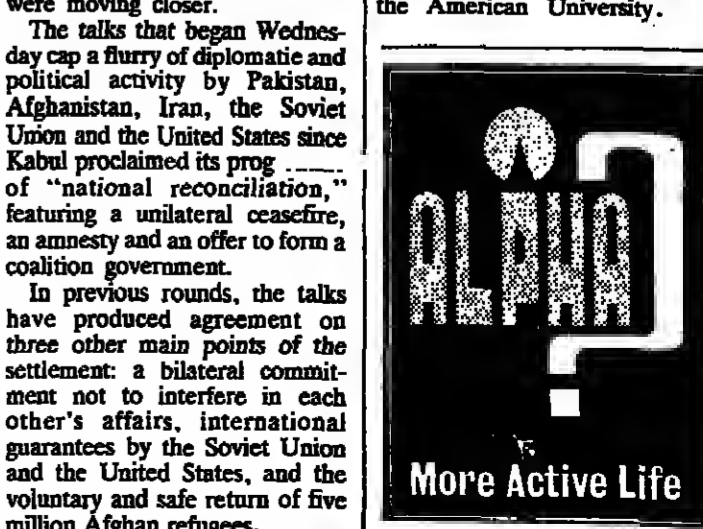 were moving closer.
The talks that began Wednes-
day cap a flurry of diplomatie and
political activity by Pakistan,
Afghanistan, Iran, the Soviet
Union and the United States since
Kabul proclaimed its prog
of "national reconciliation,"
featuring a unilateral ceasefire,
an amnesty and an offer to form a
coalition government.
In previous rounds, the talks
have produced agreement on
three other main points of the
settlement: a bilateral commit-
ment not to interfere in each
other's affairs, international
guarantees by the Soviet Union
and the United States, and the
voluntary and safe return of five
million Afghan refugees.
the American University.
ALPHA?
More Active Life